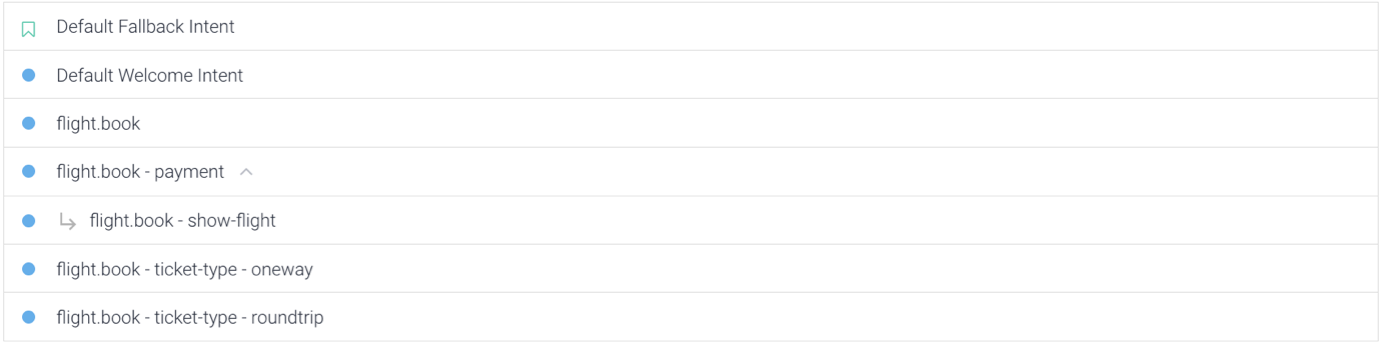 Default Fallback Intent
Default Welcome Intent
flight.book
flight.book - payment
flight.book - show-flight
flight.book - ticket-type - oneway
flight.book - ticket-type - roundtrip